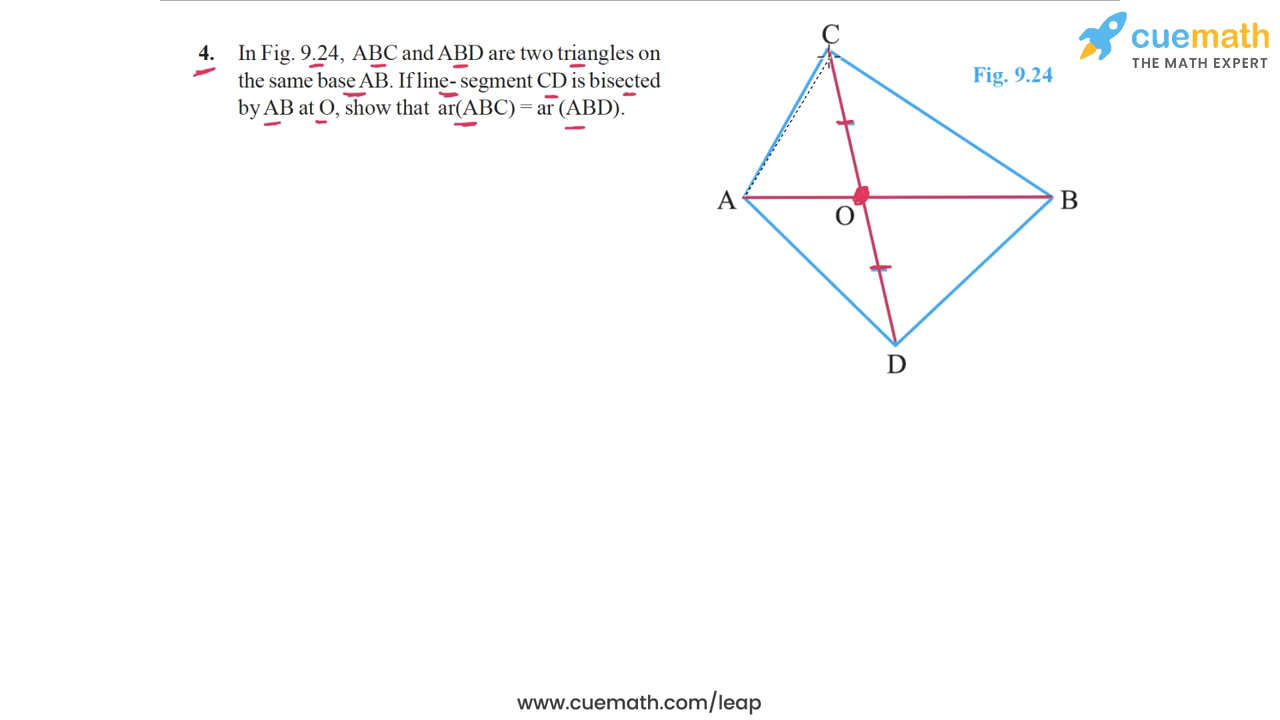 cuemath
THE MATH EXPERT
4. In Fig. 9.24, ABC and ABD are two triangles on
the same base AB. If line- segment CD is bisected
by AB at O, show that ar(ABC) = ar (ABD).
Fig. 9.24
C
A
O
B
D
www.cuemath.com/leap